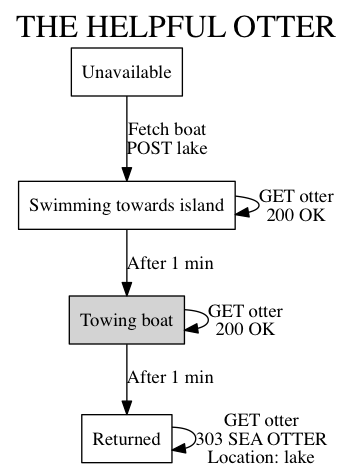 THE HELPFUL OTTER
Unavailable
Fetch boat
POST lake
Swimming towards island
GET otter
200 OK
After 1 min
Towing boat
GET otter
200 OK
After 1 min
Returned
GET otter
303 SEA OTTER
Location: lake